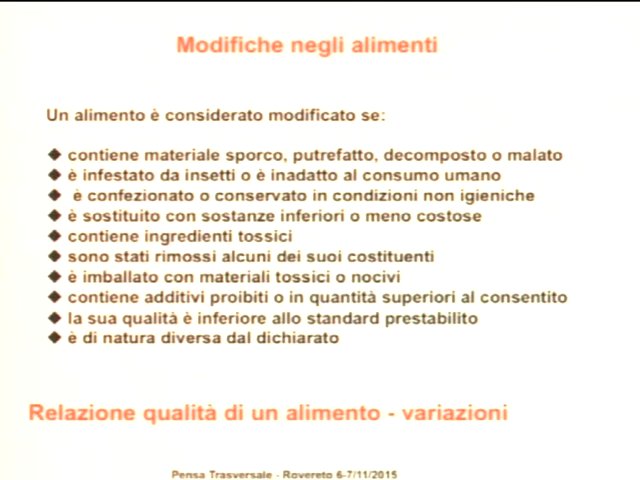 Modifiche negli alimenti
Un alimento è considerato modificato se:
◆ contiene materiale sporco, putrefatto, decomposto o malato
◆ è infestato da insetti o è inadatto al consumo umano
◆ è confezionato o conservato in condizioni non igieniche
◆ è sostituito con sostanze inferiori o meno costose
◆ contiene ingredienti tossici
◆ sono stati rimossi alcuni dei suoi costituenti
◆ è imballato con materiali tossici o nocivi
◆ contiene additivi proibiti o in quantità superiori al consentito
◆ la sua qualità è inferiore allo standard prestabilito
◆ è di natura diversa dal dichiarato
Relazione qualità di un alimento - variazioni
Pensa Trasversale - Rovereto 6-7/11/2015